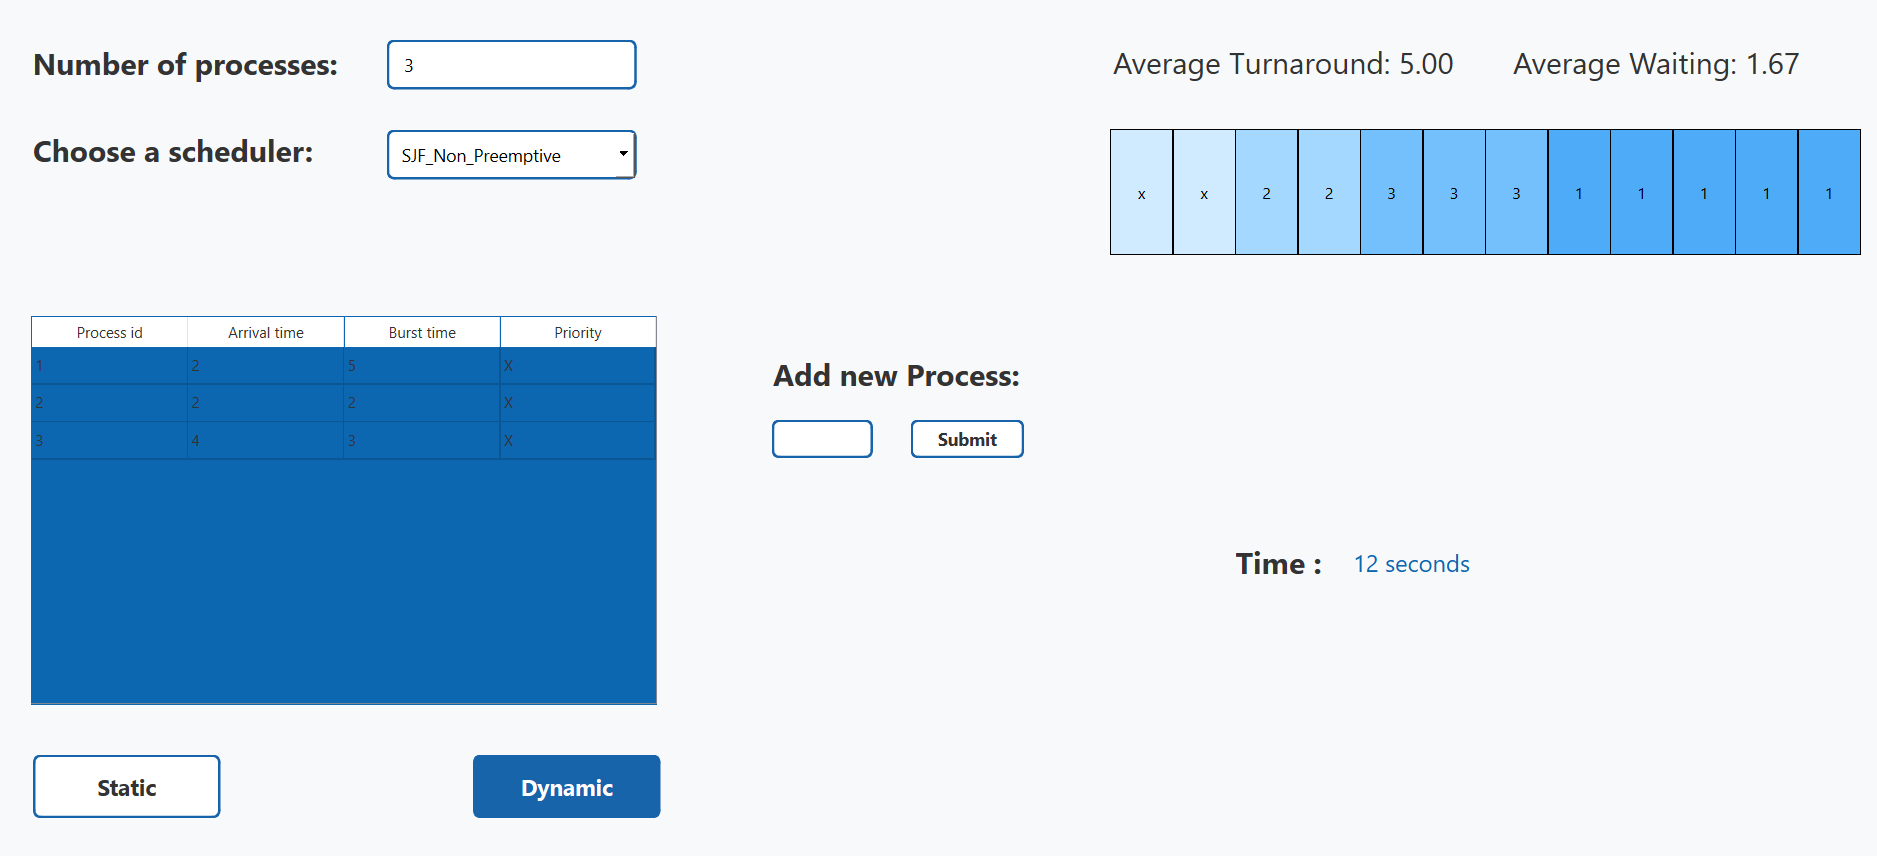 Number of processes: 3
Average Turnaround: 5.00 Average Waiting: 1.67
Choose a scheduler: SJF_Non_Preemptive
x x 2 2 3 3 3 1 1 1 1 1
Process id Arrival time Burst time Priority
1 2 5 X
2 2 2 X
3 4 3 X
Add new Process:
Submit
Time : 12 seconds
Static Dynamic